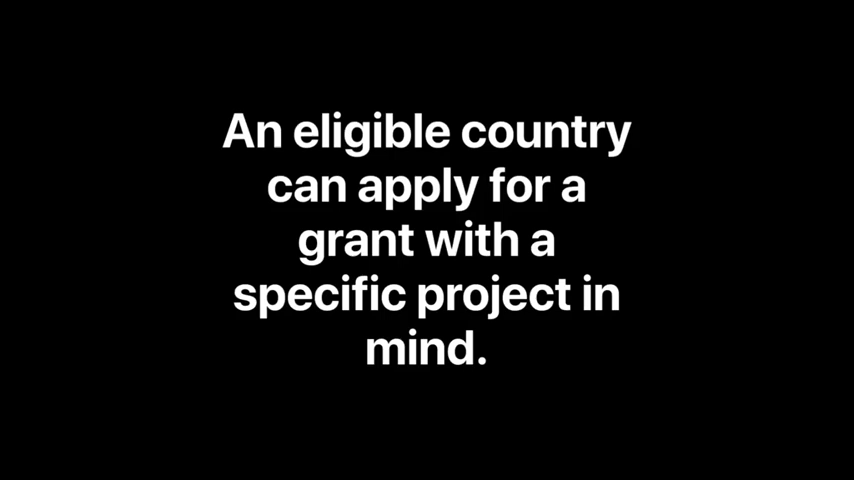 An eligible country
can apply for a
grant with a
specific project in
mind.